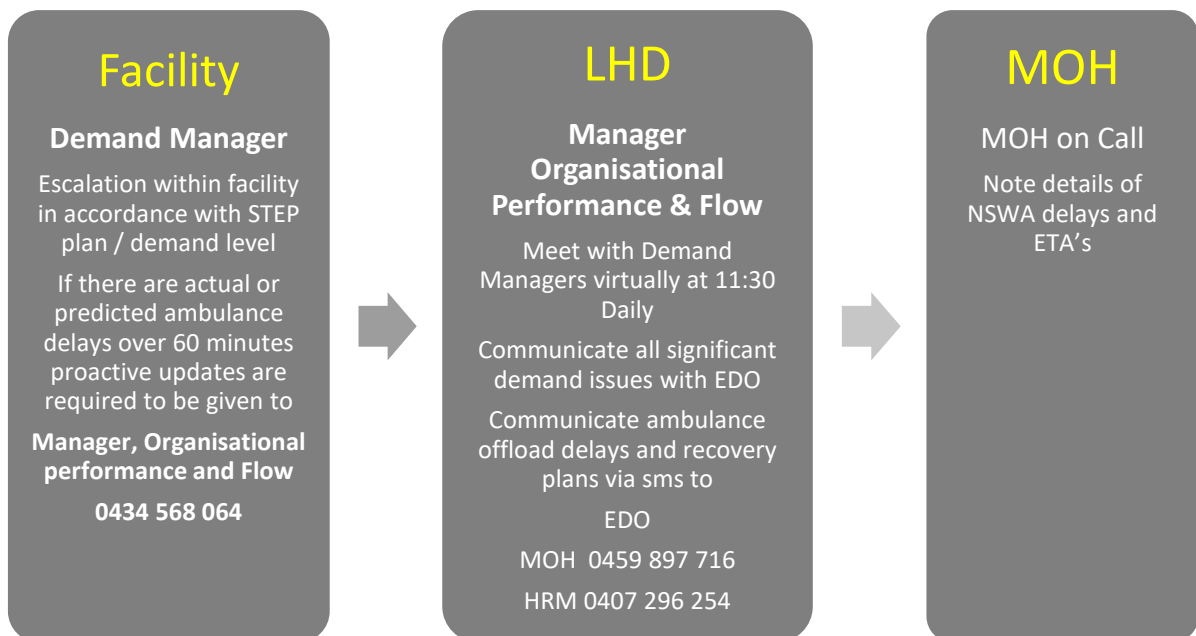 Facility
Demand Manager
Escalation within facility
in accordance with STEP
plan / demand level
If there are actual or
predicted ambulance
delays over 60 minutes
proactive updates are
required to be given to
Manager, Organisational
performance and Flow
0434 568 064
LHD
Manager
Organisational
Performance & Flow
Meet with Demand
Managers virtually at 11:30
Daily
Communicate all significant
demand issues with EDO
Communicate ambulance
offload delays and recovery
plans via sms to
EDO
MOH  0459 897 716
HRM 0407 296 254
MOH
MOH on Call
Note details of
NSWA delays and
ETA’s